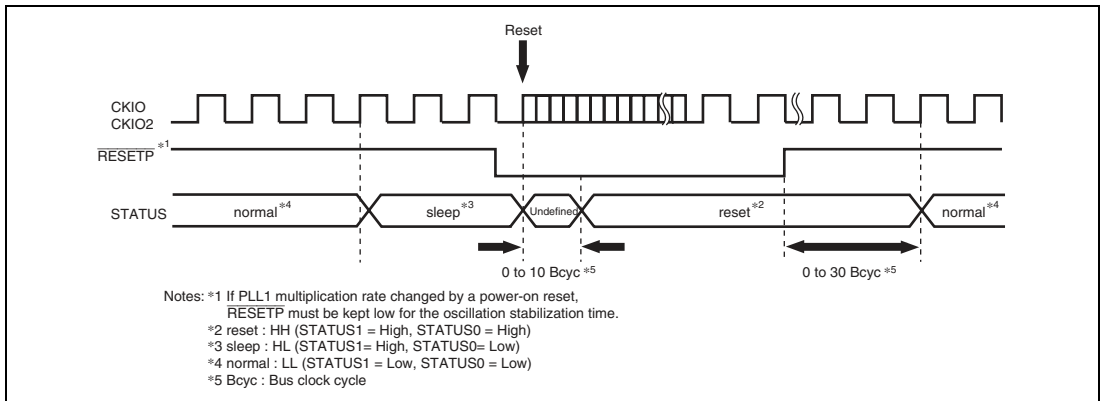 Reset
CKIO
CKIO2
RESETP *1
STATUS
normal *4
sleep *3
Undefined
reset *2
normal *4
0 to 10 Bcyc *5
0 to 30 Bcyc *5
Notes: *1 If PLL1 multiplication rate changed by a power-on reset,
RESETP must be kept low for the oscillation stabilization time.
*2 reset : HH (STATUS1 = High, STATUS0 = High)
*3 sleep : HL (STATUS1= High, STATUS0= Low)
*4 normal : LL (STATUS1 = Low, STATUS0 = Low)
*5 Bcyc : Bus clock cycle